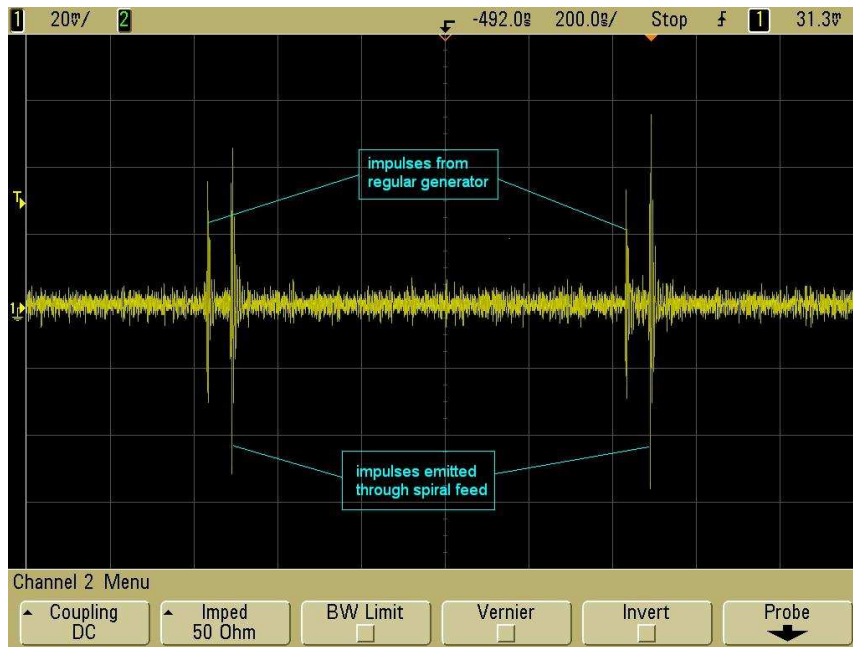 1 20㎷/ 2 -492.0㎱ 200.0㎱/ Stop 1 31.3㎷
impulses from
regular generator
T
1
impulses emitted
through spiral feed
Channel 2 Menu
Coupling Imped BW Limit Vernier Invert Probe
DC 50 Ohm